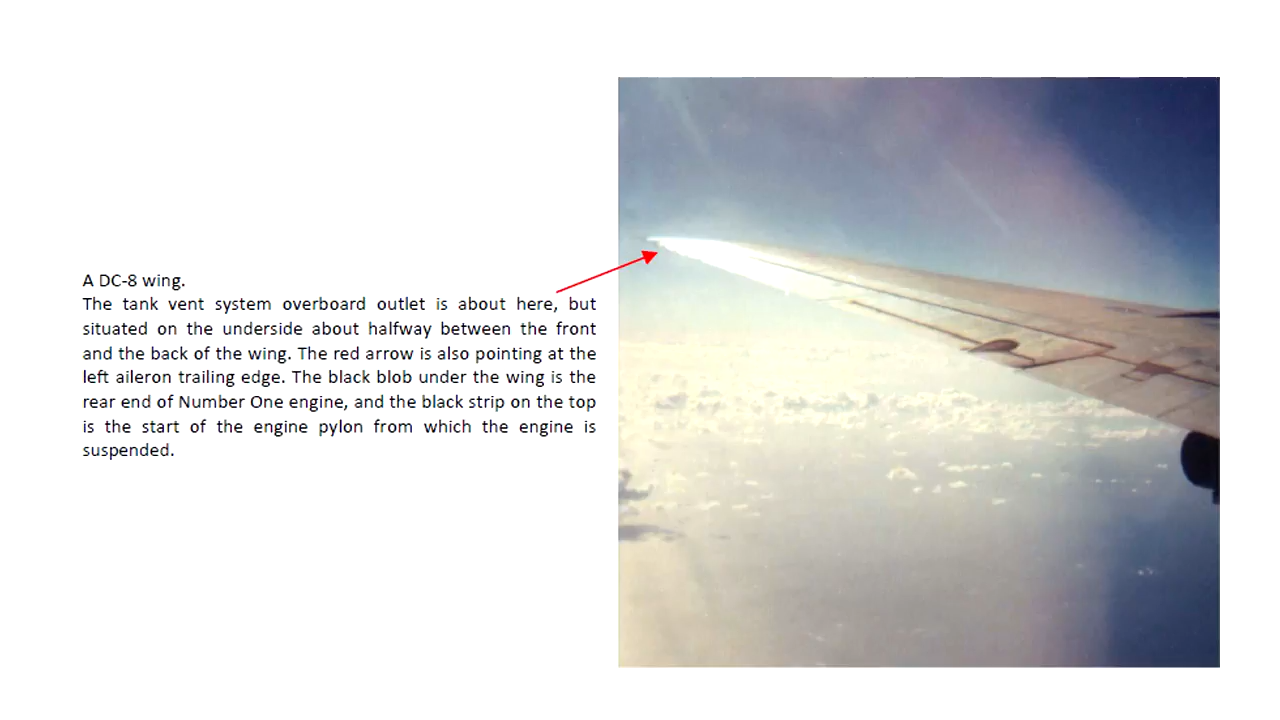 A DC-8 wing.
The tank vent system overboard outlet is about here, but
situated on the underside about halfway between the front
and the back of the wing. The red arrow is also pointing at the
left aileron trailing edge. The black blob under the wing is the
rear end of Number One engine, and the black strip on the top
is the start of the engine pylon from which the engine is
suspended.